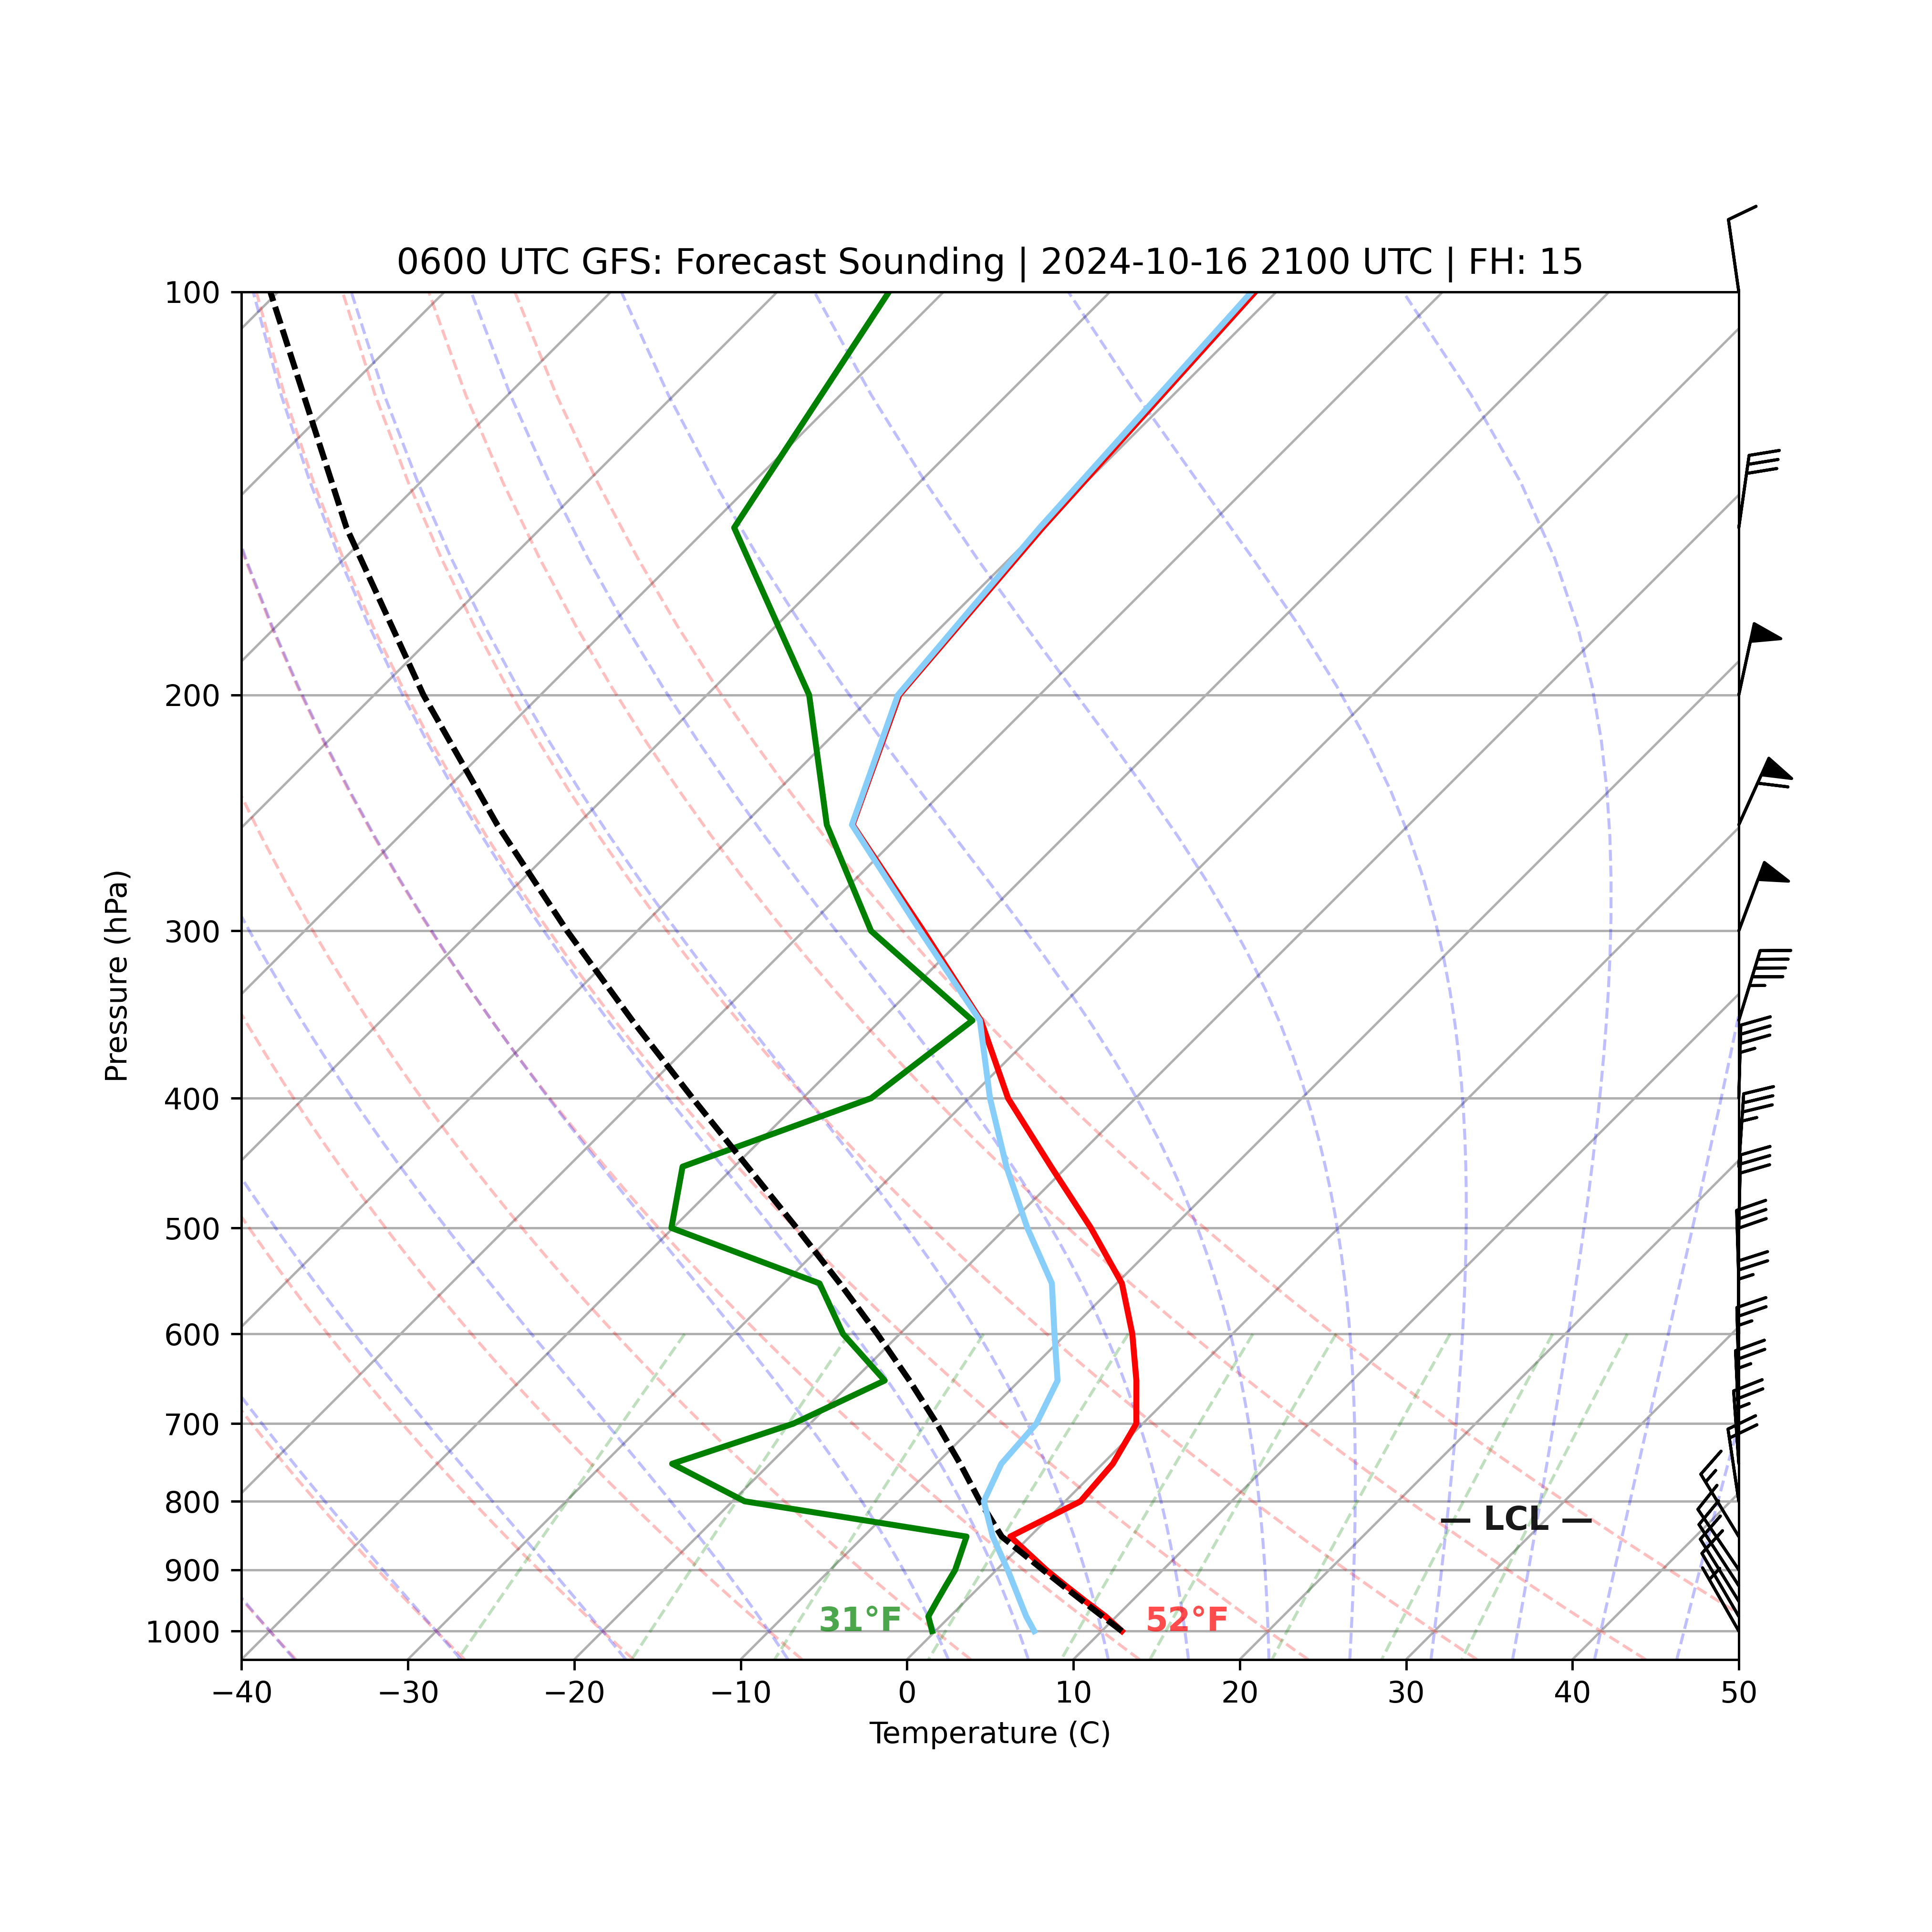 0600 UTC GFS: Forecast Sounding | 2024-10-16 2100 UTC | FH: 15
100
200
300
400
500
600
700
800
900
1000
Pressure (hPa)
— LCL —
31°F
52°F
−40 −30 −20 −10 0 10 20 30 40 50
Temperature (C)